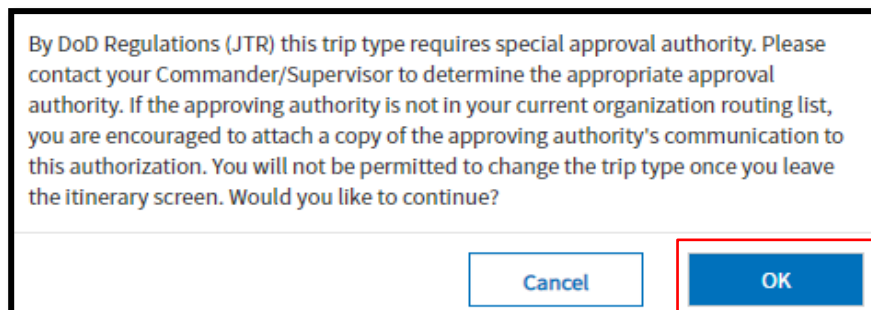 By DoD Regulations (JTR) this trip type requires special approval authority. Please
contact your Commander/Supervisor to determine the appropriate approval
authority. If the approving authority is not in your current organization routing list,
you are encouraged to attach a copy of the approving authority's communication to
this authorization. You will not be permitted to change the trip type once you leave
the itinerary screen. Would you like to continue?
Cancel
OK